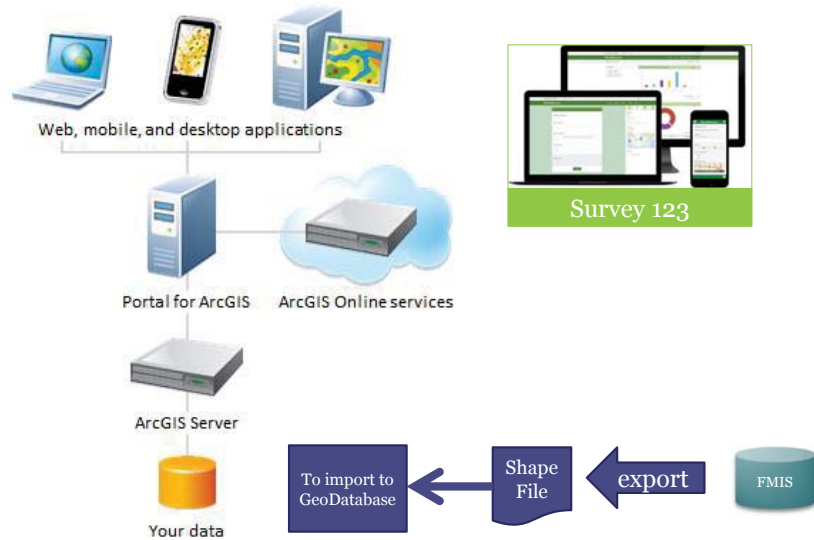 Web, mobile, and desktop applications
Survey 123
Portal for ArcGIS
ArcGIS Online services
ArcGIS Server
Your data
To import to
GeoDatabase
Shape
File
export
FMIS